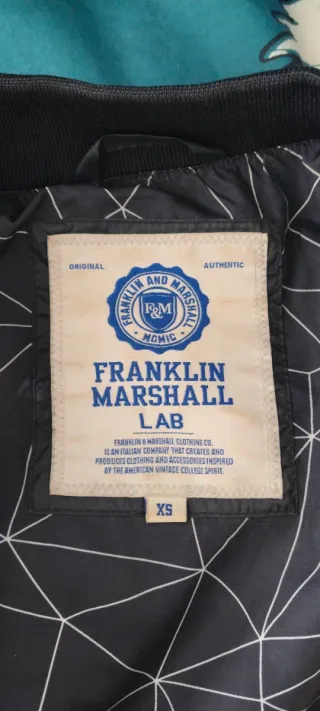 ORIGINAL AUTHENTIC
FRANKLIN AND MARSHALL
F&M
MCMIC
FRANKLIN
MARSHALL
LAB
FRANKLIN & MARSHALL CLOTHING CO.
IS AN ITALIAN COMPANY THAT CREATES AND
PRODUCES CLOTHING AND ACCESSORIES INSPIRED
BY THE AMERICAN VINTAGE COLLEGE SPIRIT.
XS